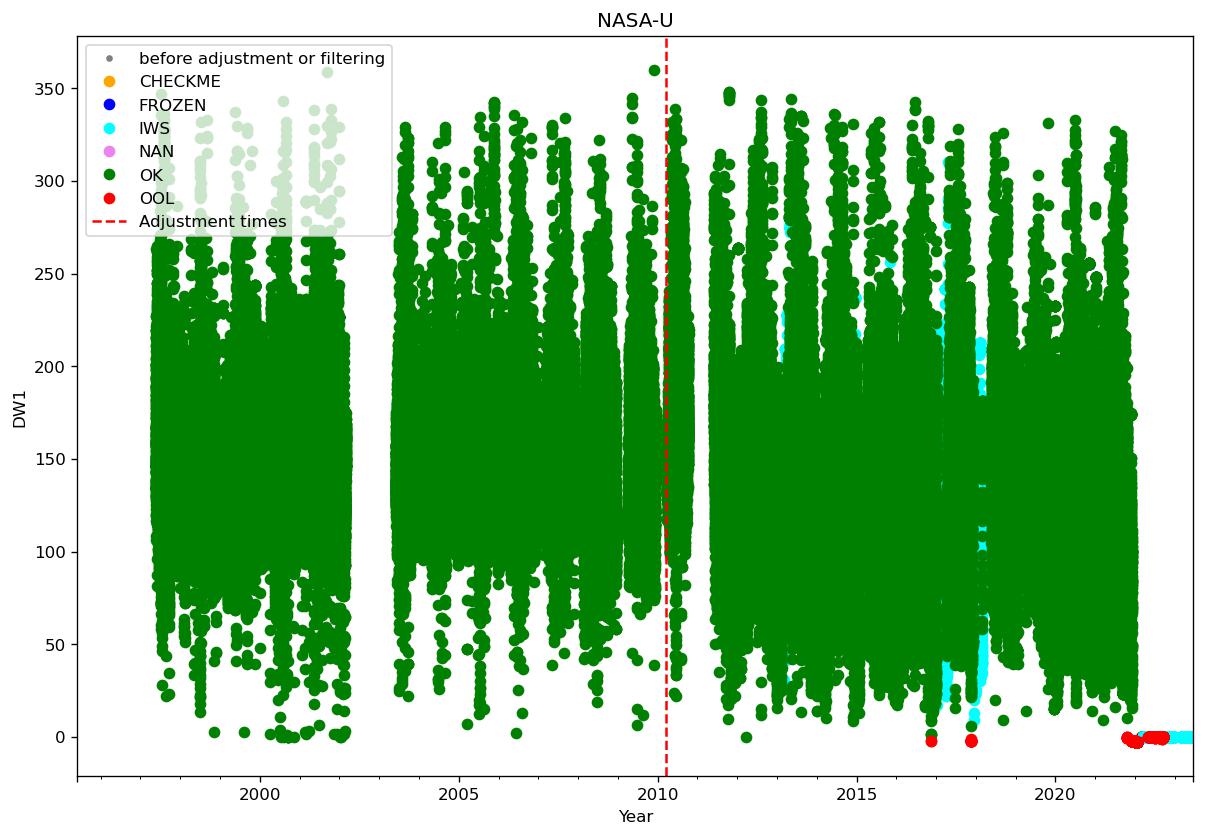 NASA-U
before adjustment or filtering
CHECKME
FROZEN
IWS
NAN
OK
OOL
Adjustment times
350
300
250
200
150
100
50
0
DW1
2000 2005 2010 2015 2020
Year